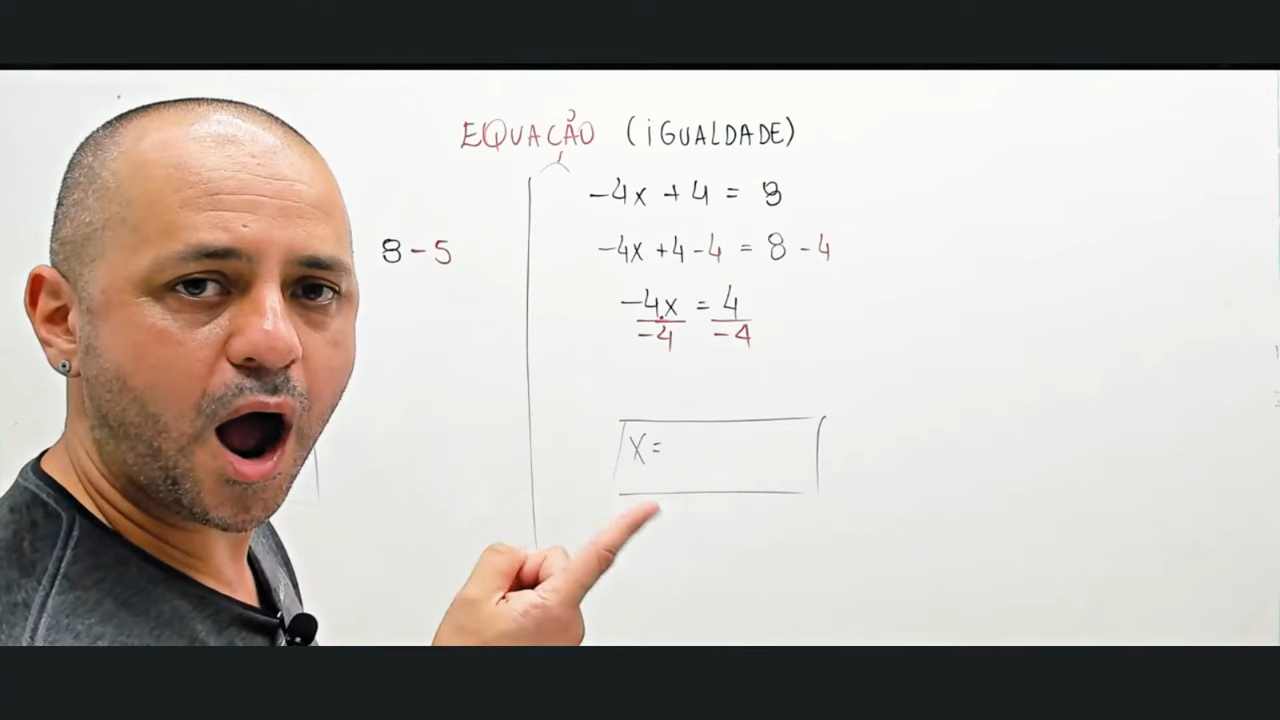 EQUAÇÃO (iGUALDADE)
8-5
-4x + 4 = 8
-4x +4-4 = 8 - 4
-4x = 4
-4 -4
X =